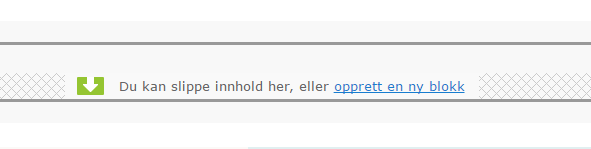 Du kan slippe innhold her, eller opprett en ny blokk